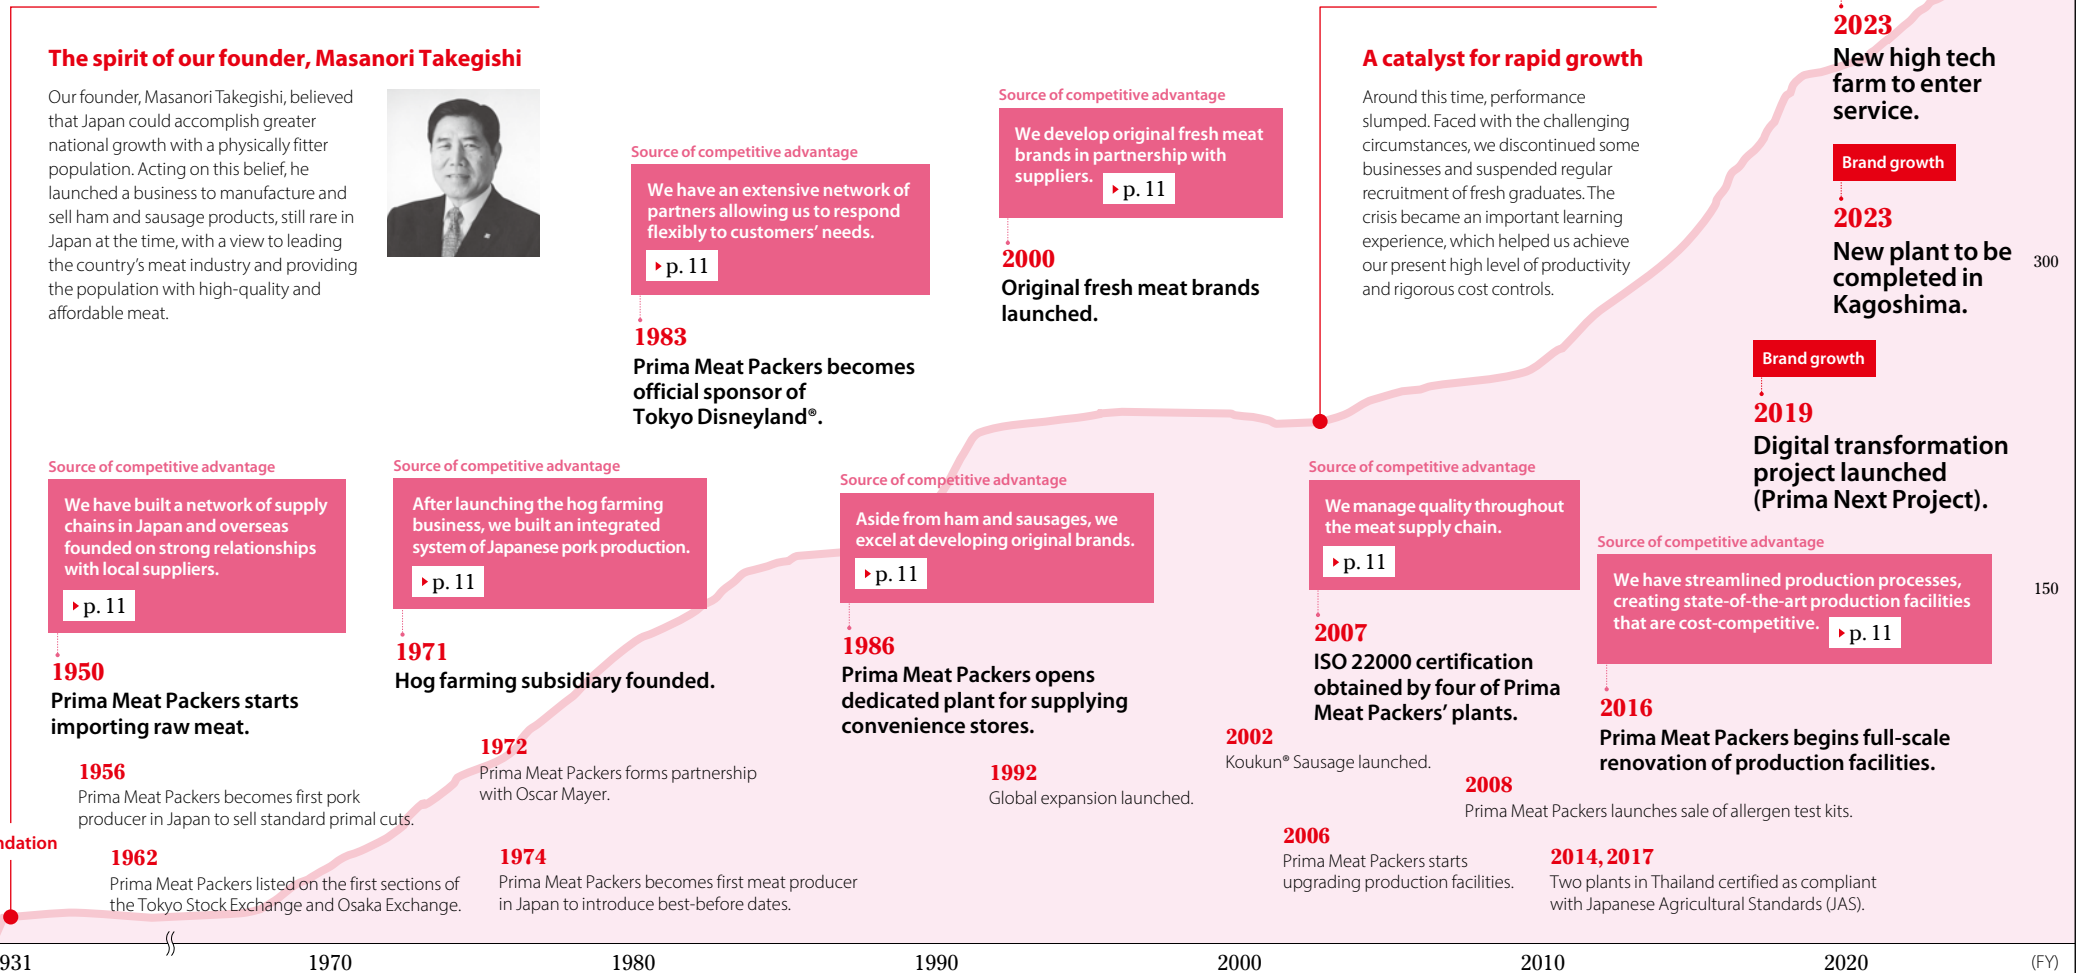 The spirit of our founder, Masanori Takegishi
Our founder, Masanori Takegishi, believed
that Japan could accomplish greater
national growth with a physically fitter
population. Acting on this belief, he
launched a business to manufacture and
sell ham and sausage products, still rare in
Japan at the time, with a view to leading
the country's meat industry and providing
the population with high-quality and
affordable meat.
Source of competitive advantage
We have an extensive network of
partners allowing us to respond
flexibly to customers' needs.
p. 11
1983
Prima Meat Packers becomes
official sponsor of
Tokyo Disneyland®.
Source of competitive advantage
We develop original fresh meat
brands in partnership with
suppliers. p. 11
2000
Original fresh meat brands
launched.
A catalyst for rapid growth
Around this time, performance
slumped. Faced with the challenging
circumstances, we discontinued some
businesses and suspended regular
recruitment of fresh graduates. The
crisis became an important learning
experience, which helped us achieve
our present high level of productivity
and rigorous cost controls.
2023
New high tech
farm to enter
service.
Brand growth
2023
New plant to be
completed in
Kagoshima.
300
Brand growth
2019
Digital transformation
project launched
(Prima Next Project).
Source of competitive advantage
We have built a network of supply
chains in Japan and overseas
founded on strong relationships
with local suppliers.
p. 11
1950
Prima Meat Packers starts
importing raw meat.
Source of competitive advantage
After launching the hog farming
business, we built an integrated
system of Japanese pork production.
p. 11
1971
Hog farming subsidiary founded.
Source of competitive advantage
Aside from ham and sausages, we
excel at developing original brands.
p. 11
1986
Prima Meat Packers opens
dedicated plant for supplying
convenience stores.
Source of competitive advantage
We manage quality throughout
the meat supply chain.
p. 11
2007
ISO 22000 certification
obtained by four of Prima
Meat Packers' plants.
Source of competitive advantage
We have streamlined production processes,
creating state-of-the-art production facilities
that are cost-competitive. p. 11
150
2016
Prima Meat Packers begins full-scale
renovation of production facilities.
1956
Prima Meat Packers becomes first pork
producer in Japan to sell standard primal cuts.
1972
Prima Meat Packers forms partnership
with Oscar Mayer.
1992
Global expansion launched.
2002
Koukun® Sausage launched.
2008
Prima Meat Packers launches sale of allergen test kits.
ndation
1962
Prima Meat Packers listed on the first sections of
the Tokyo Stock Exchange and Osaka Exchange.
1974
Prima Meat Packers becomes first meat producer
in Japan to introduce best-before dates.
2006
Prima Meat Packers starts
upgrading production facilities.
2014, 2017
Two plants in Thailand certified as compliant
with Japanese Agricultural Standards (JAS).
931 1970 1980 1990 2000 2010 2020 (FY)